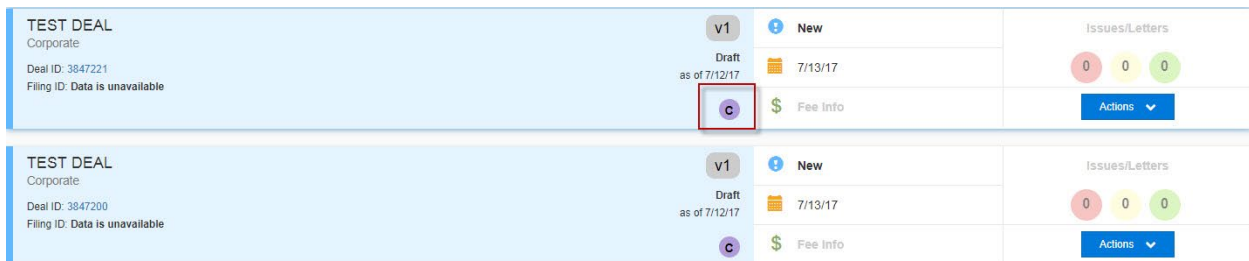 TEST DEAL
Corporate
Deal ID: 3847221
Filing ID: Data is unavailable
v1
Draft
as of 7/12/17
C
New
7/13/17
$ Fee Info
Issues/Letters
0 0 0
Actions
TEST DEAL
Corporate
Deal ID: 3847200
Filing ID: Data is unavailable
v1
Draft
as of 7/12/17
C
New
7/13/17
$ Fee Info
Issues/Letters
0 0 0
Actions